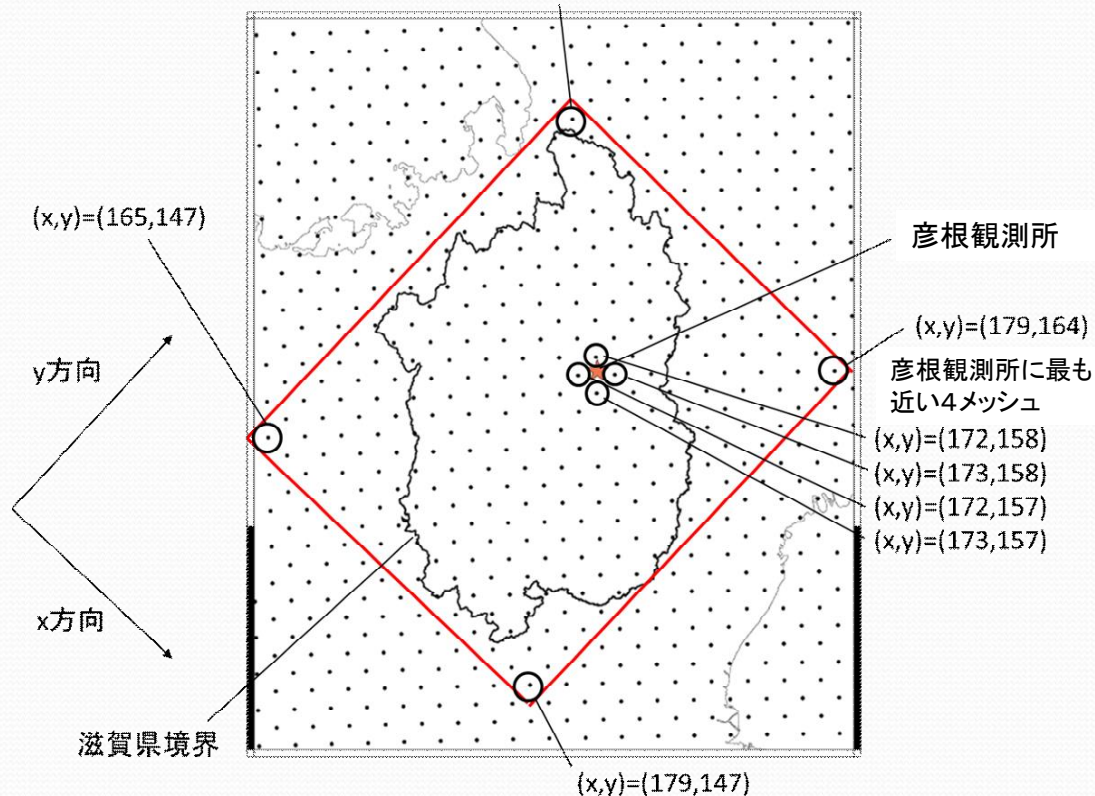 (x,y)=(165,147)
彦根観測所
(x,y)=(179,164)
彦根観測所に最も
近い4メッシュ
(x,y)=(172,158)
(x,y)=(173,158)
(x,y)=(172,157)
(x,y)=(173,157)
y方向
x方向
滋賀県境界
(x,y)=(179,147)